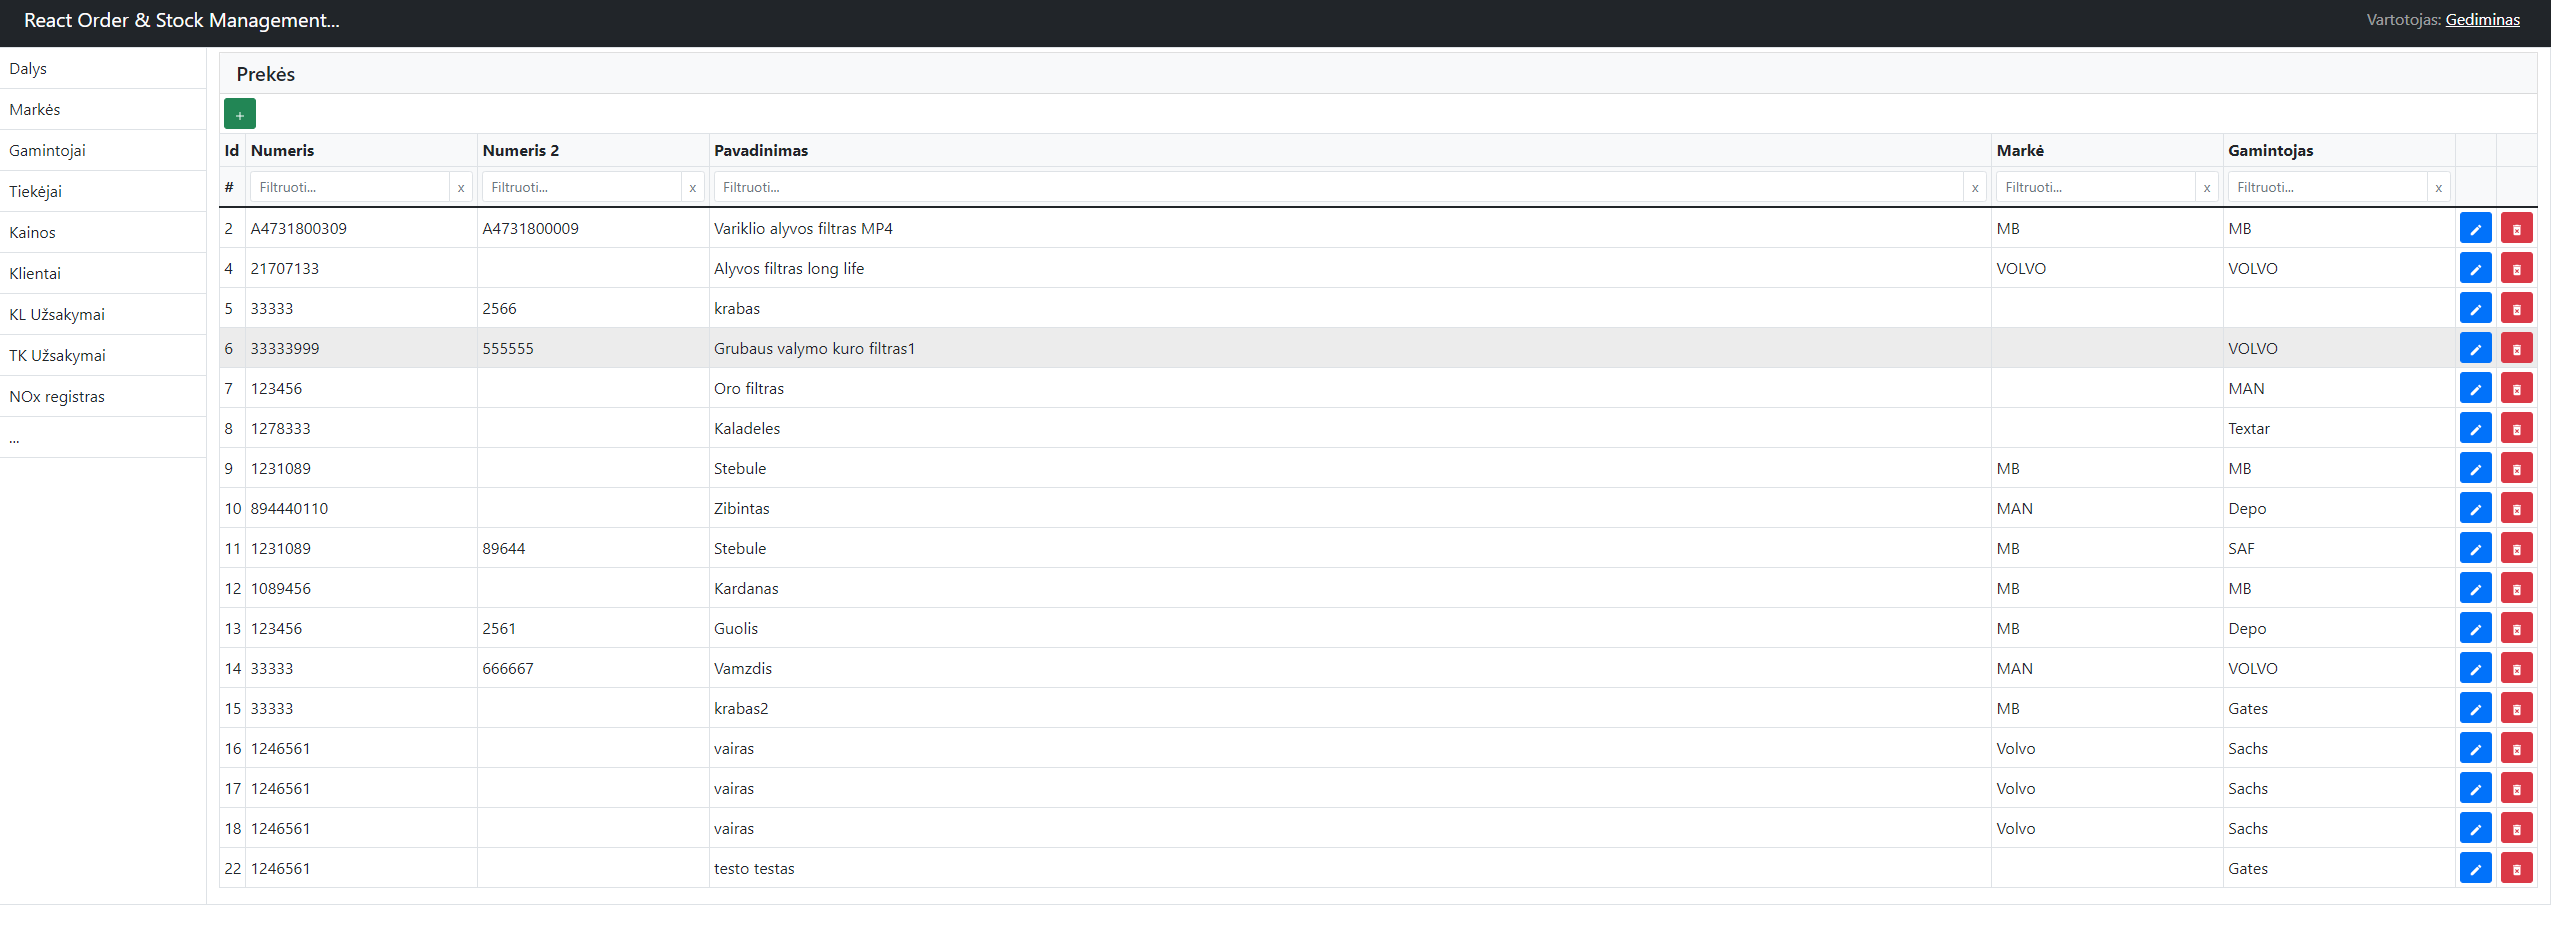 React Order & Stock Management...
Vartotojas: Gediminas
Dalys
Markės
Gamintojai
Tiekėjai
Kainos
Klientai
KL Užsakymai
TK Užsakymai
NOx registras
...
Prekės
+
Id Numeris Numeris 2 Pavadinimas Markė Gamintojas
# Filtruoti... x Filtruoti... x Filtruoti... x Filtruoti... x Filtruoti... x
2 A4731800309 A4731800009 Variklio alyvos filtras MP4 MB MB
4 21707133 Alyvos filtras long life VOLVO VOLVO
5 33333 2566 krabas
6 33333999 555555 Grubaus valymo kuro filtras1 VOLVO
7 123456 Oro filtras MAN
8 1278333 Kaladeles Textar
9 1231089 Stebule MB MB
10 894440110 Zibintas MAN Depo
11 1231089 89644 Stebule MB SAF
12 1089456 Kardanas MB MB
13 123456 2561 Guolis MB Depo
14 33333 666667 Vamzdis MAN VOLVO
15 33333 krabas2 MB Gates
16 1246561 vairas Volvo Sachs
17 1246561 vairas Volvo Sachs
18 1246561 vairas Volvo Sachs
22 1246561 testo testas Gates